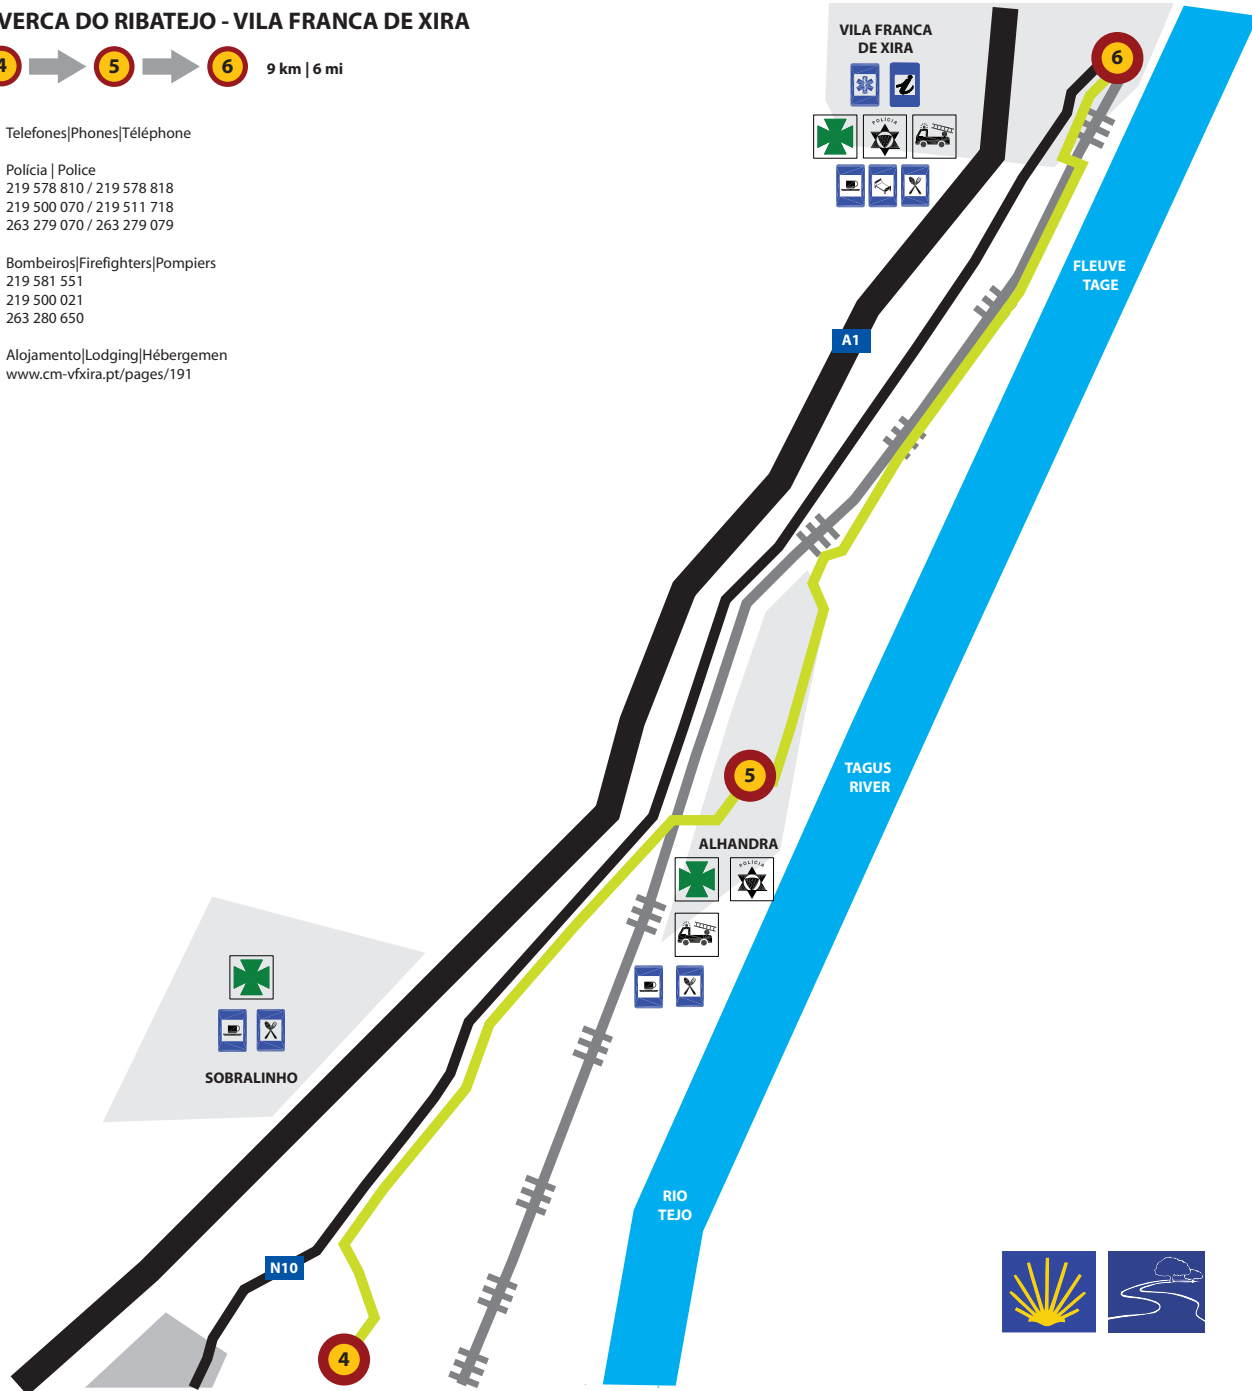 VERCA DO RIBATEJO - VILA FRANCA DE XIRA
4 5 6 9 km | 6 mi
Telefones|Phones|Téléphone
Polícia | Police
219 578 810 / 219 578 818
219 500 070 / 219 511 718
263 279 070 / 263 279 079
Bombeiros|Firefighters|Pompiers
219 581 551
219 500 021
263 280 650
Alojamento|Lodging|Hébergemen
www.cm-vfxira.pt/pages/191
VILA FRANCA
DE XIRA
6
POLÍCIA
FLEUVE
TAGE
A1
TAGUS
RIVER
5
ALHANDRA
POLÍCIA
SOBRALINHO
RIO
TEJO
N10
4